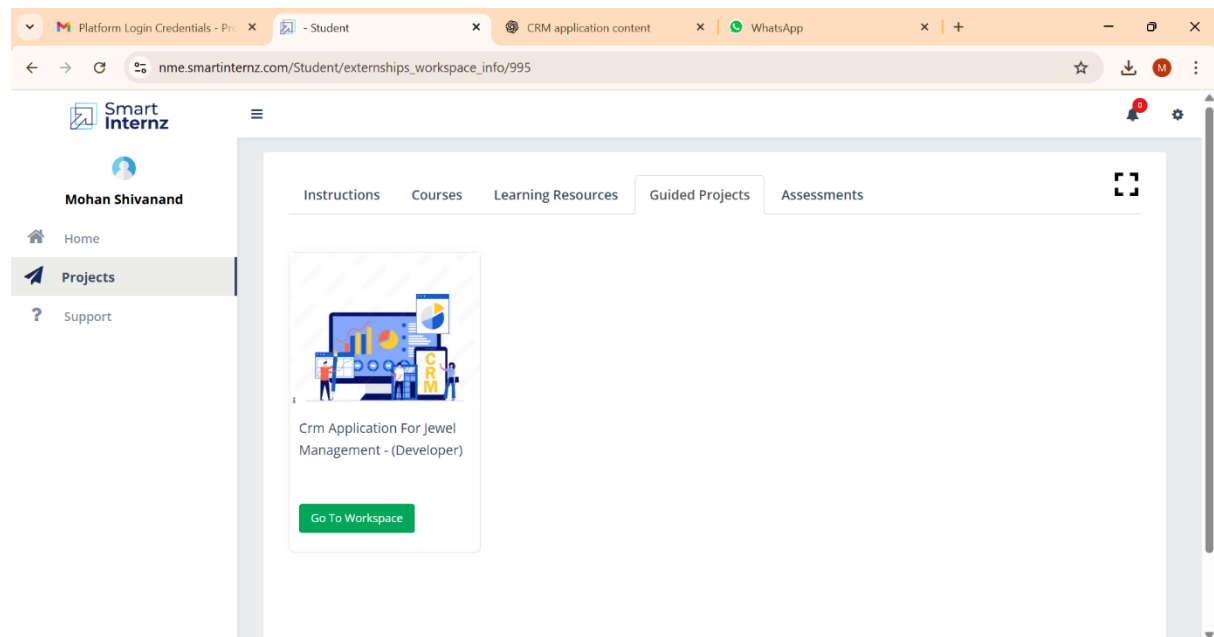 Platform Login Credentials - Pro
- Student
CRM application content
WhatsApp
nme.smartinternz.com/Student/externships_workspace_info/995
M
Smart
Internz
0
Mohan Shivanand
Home
Projects
Support
Instructions Courses Learning Resources Guided Projects Assessments
CRM
Crm Application For Jewel
Management - (Developer)
Go To Workspace